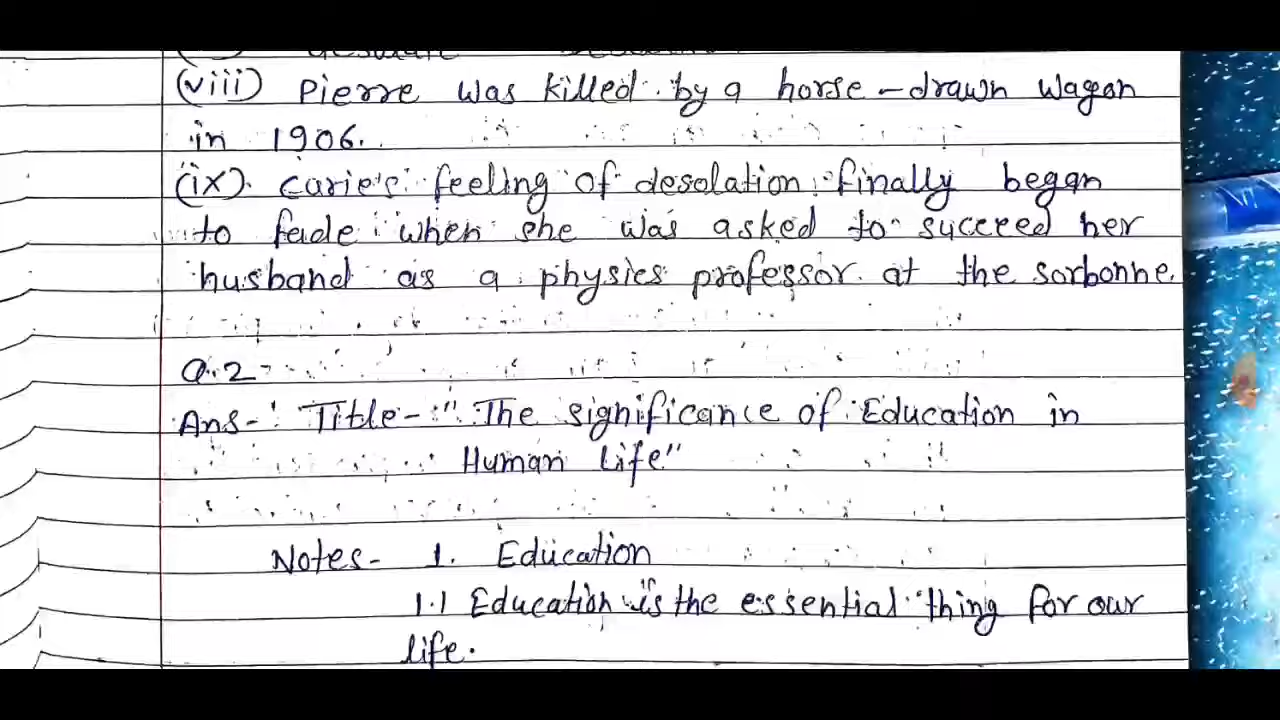 (viii) Pierre was killed by a horse-drawn wagon
in 1906.
(ix). Curie's feeling of desolation finally began
to fade when she was asked to succeed her
husband as a physics professor at the sorbonne.
Q.2-
Ans- Title- "The significance of Education in
Human Life"
Notes- 1. Education
1.1 Education is the essential thing for our
life.